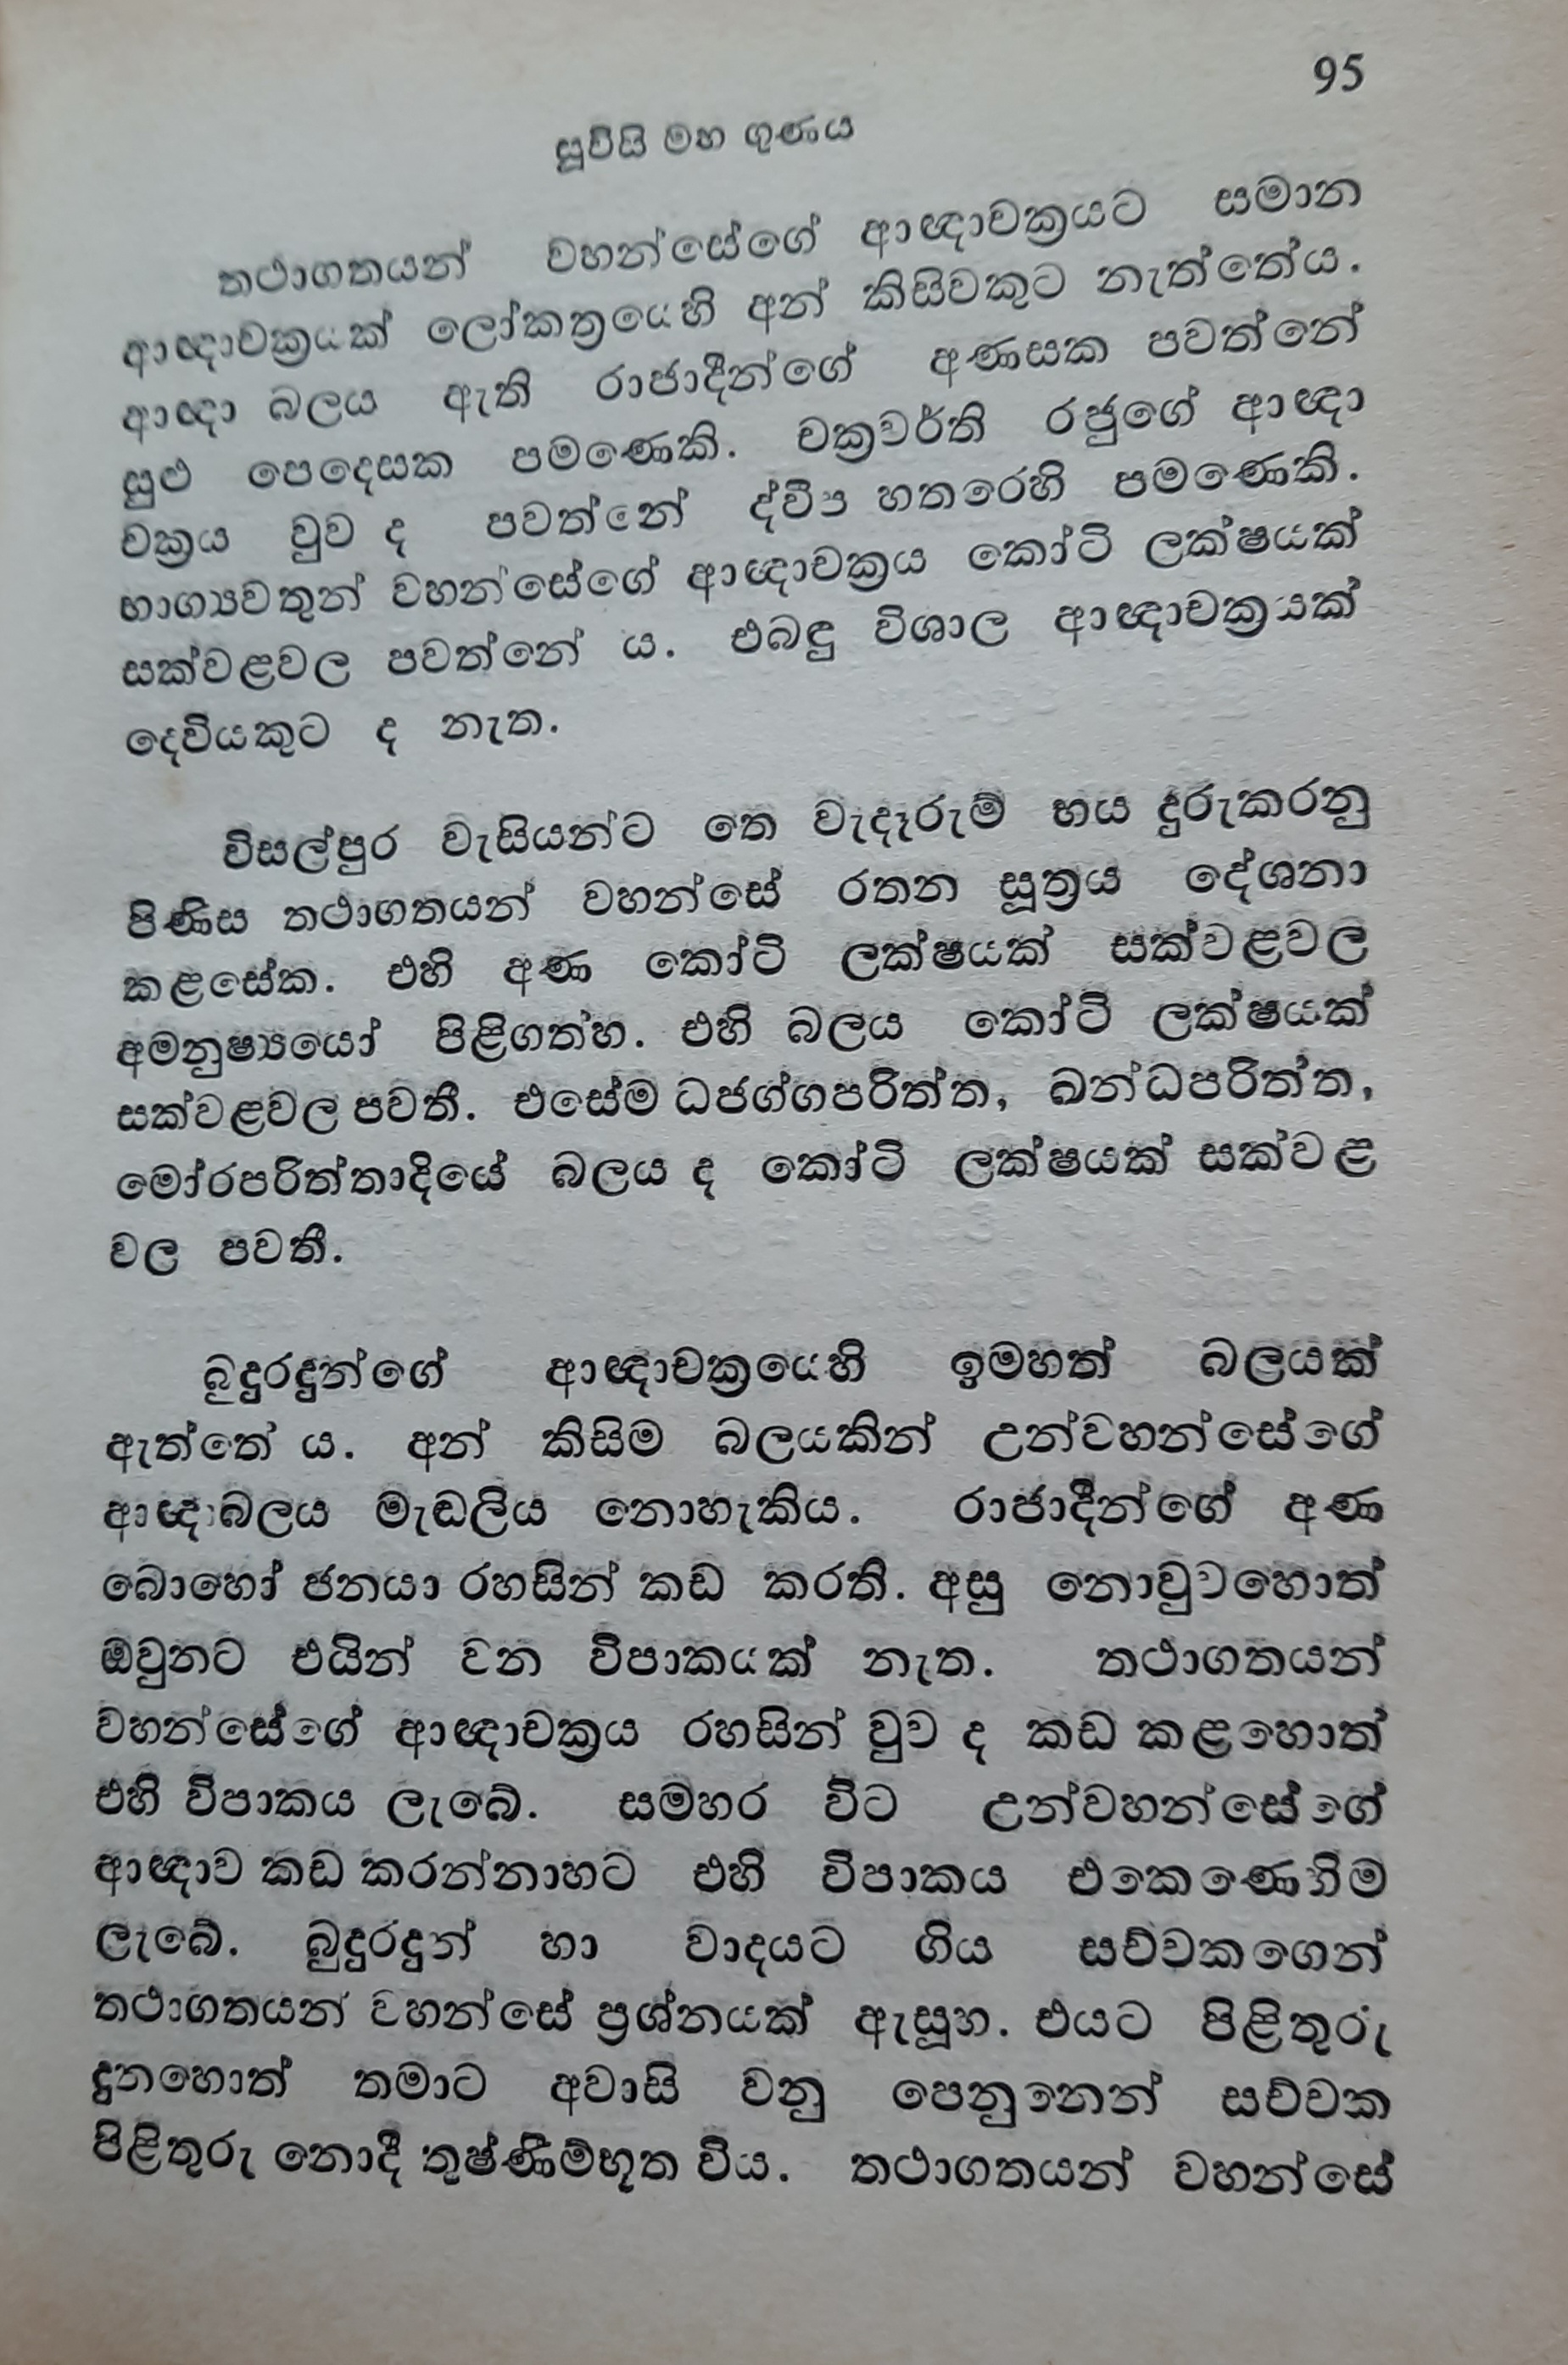 95
සූවිසි මහ ගුණය
තථාගතයන් වහන්සේගේ ආඥාචක්‍රයට සමාන
ආඥාචක්‍රයක් ලෝකත්‍රයෙහි අන් කිසිවකුට නැත්තේය.
ආඥා බලය ඇති රාජාදීන්ගේ අණසක පවත්නේ
සුළු පෙදෙසක පමණෙකි. චක්‍රවර්ති රජුගේ ආඥා
චක්‍රය වුව ද පවත්නේ ද්වීප හතරෙහි පමණෙකි.
භාග්‍යවතුන් වහන්සේගේ ආඥාචක්‍රය කෝටි ලක්ෂයක්
සක්වළවල පවත්නේ ය. එබඳු විශාල ආඥාචක්‍රයක්
දෙවියකුට ද නැත.
විසල්පුර වැසියන්ට තෙ වැදෑරුම් භය දුරුකරනු
පිණිස තථාගතයන් වහන්සේ රතන සූත්‍රය දේශනා
කළසේක. එහි අණ කෝටි ලක්ෂයක් සක්වළවල
අමනුෂ්‍යයෝ පිළිගත්හ. එහි බලය කෝටි ලක්ෂයක්
සක්වළවල පවතී. එසේම ධජග්ගපරිත්ත, ඛන්ධපරිත්ත,
මෝරපරිත්තාදියේ බලය ද කෝටි ලක්ෂයක් සක්වළ
වල පවතී.
බුදුරදුන්ගේ ආඥාචක්‍රයෙහි ඉමහත් බලයක්
ඇත්තේ ය. අන් කිසිම බලයකින් උන්වහන්සේගේ
ආඥාබලය මැඬලිය නොහැකිය. රාජාදීන්ගේ අණ
බොහෝ ජනයා රහසින් කඩ කරති. අසු නොවුවහොත්
ඔවුනට එයින් වන විපාකයක් නැත. තථාගතයන්
වහන්සේගේ ආඥාචක්‍රය රහසින් වුව ද කඩ කළහොත්
එහි විපාකය ලැබේ. සමහර විට උන්වහන්සේගේ
ආඥාව කඩ කරන්නාහට එහි විපාකය එකෙණෙහිම
ලැබේ. බුදුරදුන් හා වාදයට ගිය සච්චකගෙන්
තථාගතයන් වහන්සේ ප්‍රශ්නයක් ඇසූහ. එයට පිළිතුරු
දුනහොත් තමාට අවාසි වනු පෙනුනෙන් සච්චක
පිළිතුරු නොදී තුෂ්ණීම්භූත විය. තථාගතයන් වහන්සේ